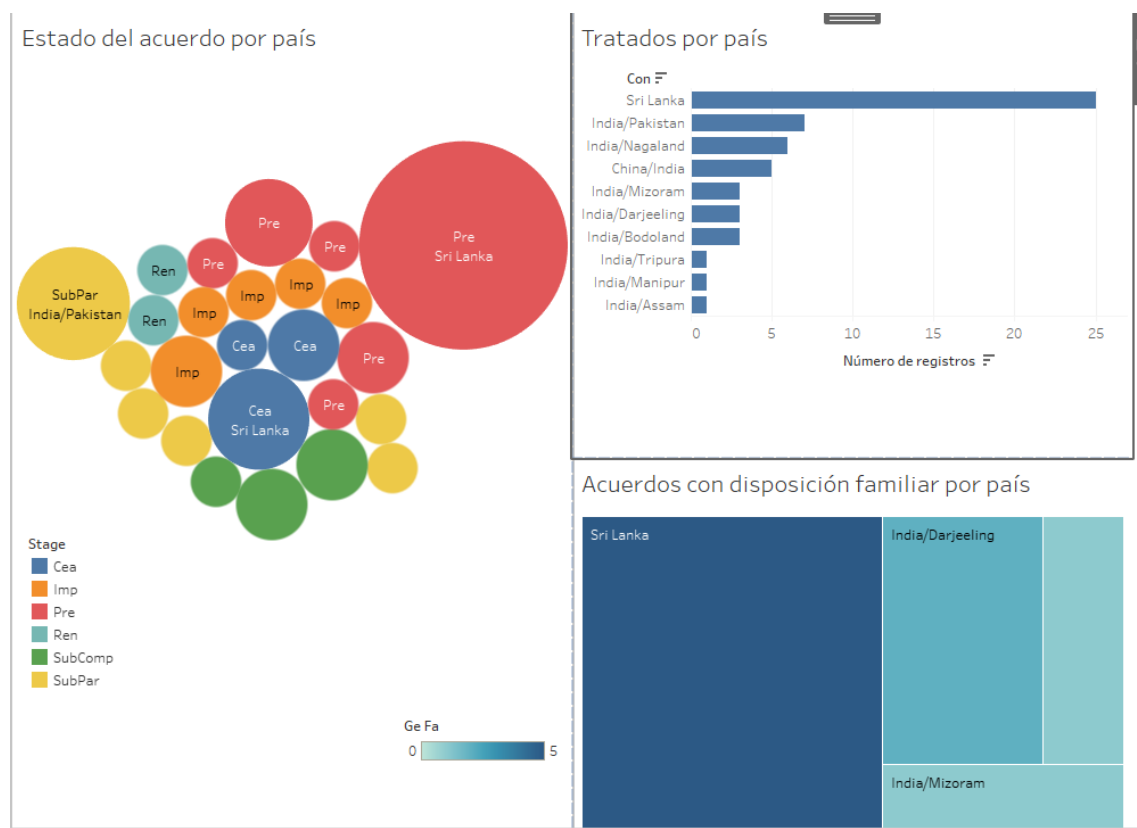 Estado del acuerdo por país
Pre
Sri Lanka
Pre
Pre
Pre
Ren
Imp
Imp
Imp
Imp
Ren
SubPar
India/Pakistan
Cea
Cea
Pre
Imp
Pre
Cea
Sri Lanka
Stage
Cea
Imp
Pre
Ren
SubComp
SubPar
Ge Fa
0
5
Tratados por país
Con
Sri Lanka
India/Pakistan
India/Nagaland
China/India
India/Mizoram
India/Darjeeling
India/Bodoland
India/Tripura
India/Manipur
India/Assam
0 5 10 15 20 25
Número de registros
Acuerdos con disposición familiar por país
Sri Lanka
India/Darjeeling
India/Mizoram